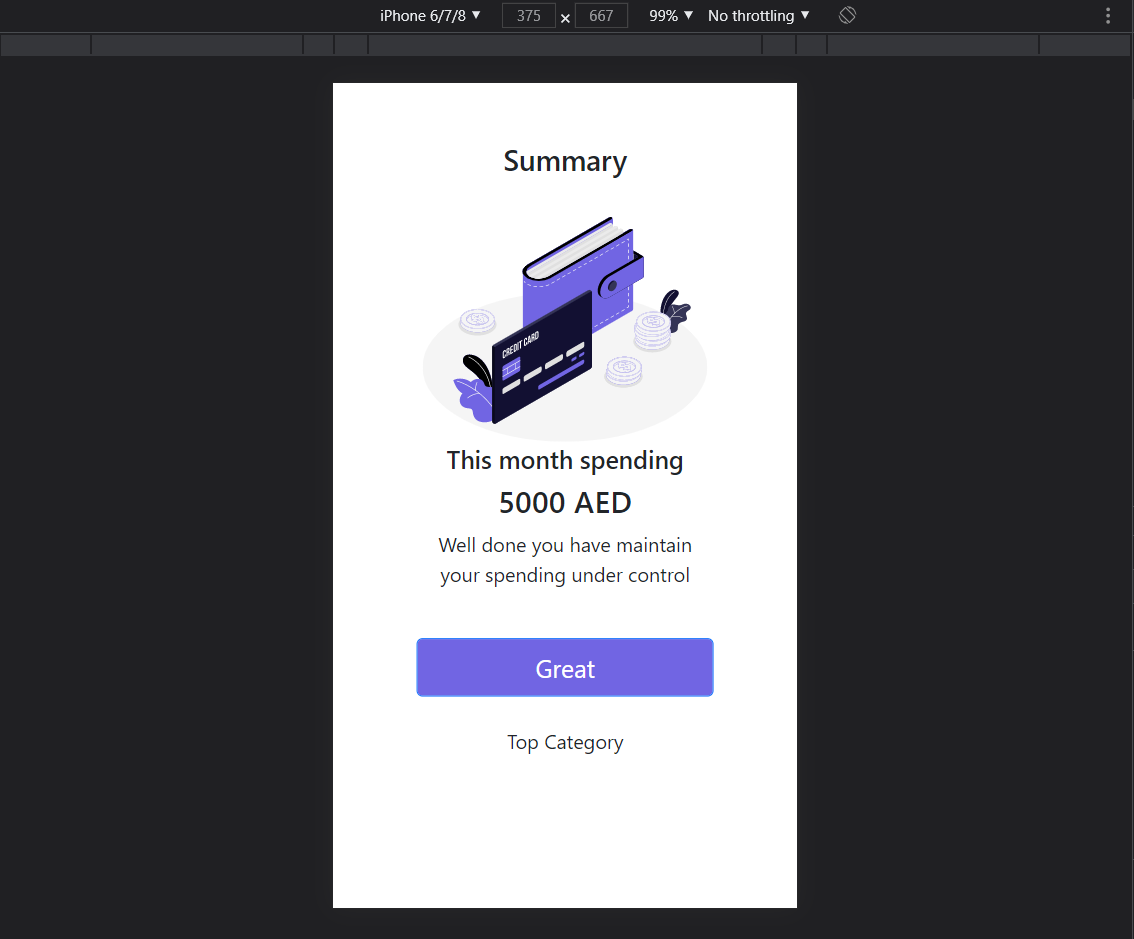 iPhone 6/7/8 ▼ 375 × 667 99% ▼ No throttling ▼
Summary
CREDIT CARD
This month spending
5000 AED
Well done you have maintain
your spending under control
Great
Top Category